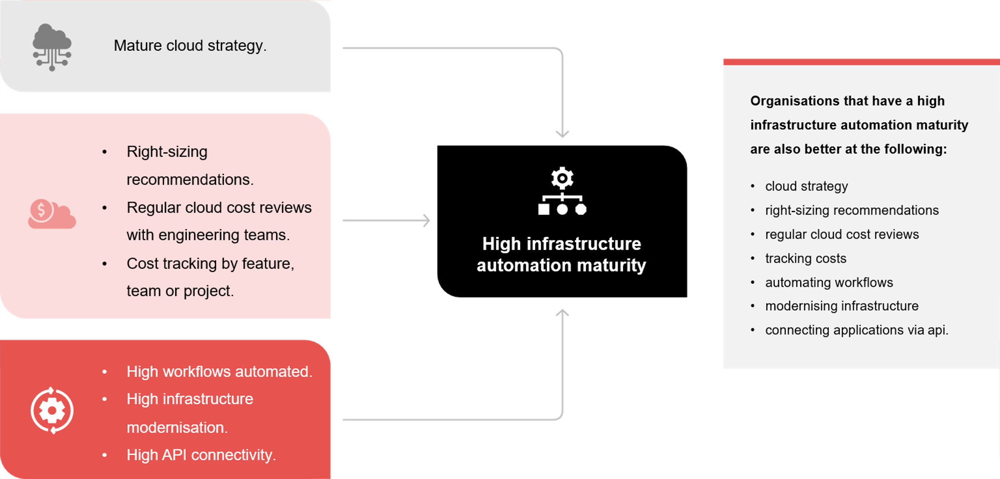 Mature cloud strategy.
• Right-sizing
recommendations.
• Regular cloud cost reviews
with engineering teams.
• Cost tracking by feature,
team or project.
• High workflows automated.
• High infrastructure
modernisation.
• High API connectivity.
$
High infrastructure
automation maturity
Organisations that have a high
infrastructure automation maturity
are also better at the following:
• cloud strategy
• right-sizing recommendations
• regular cloud cost reviews
• tracking costs
• automating workflows
• modernising infrastructure
• connecting applications via api.